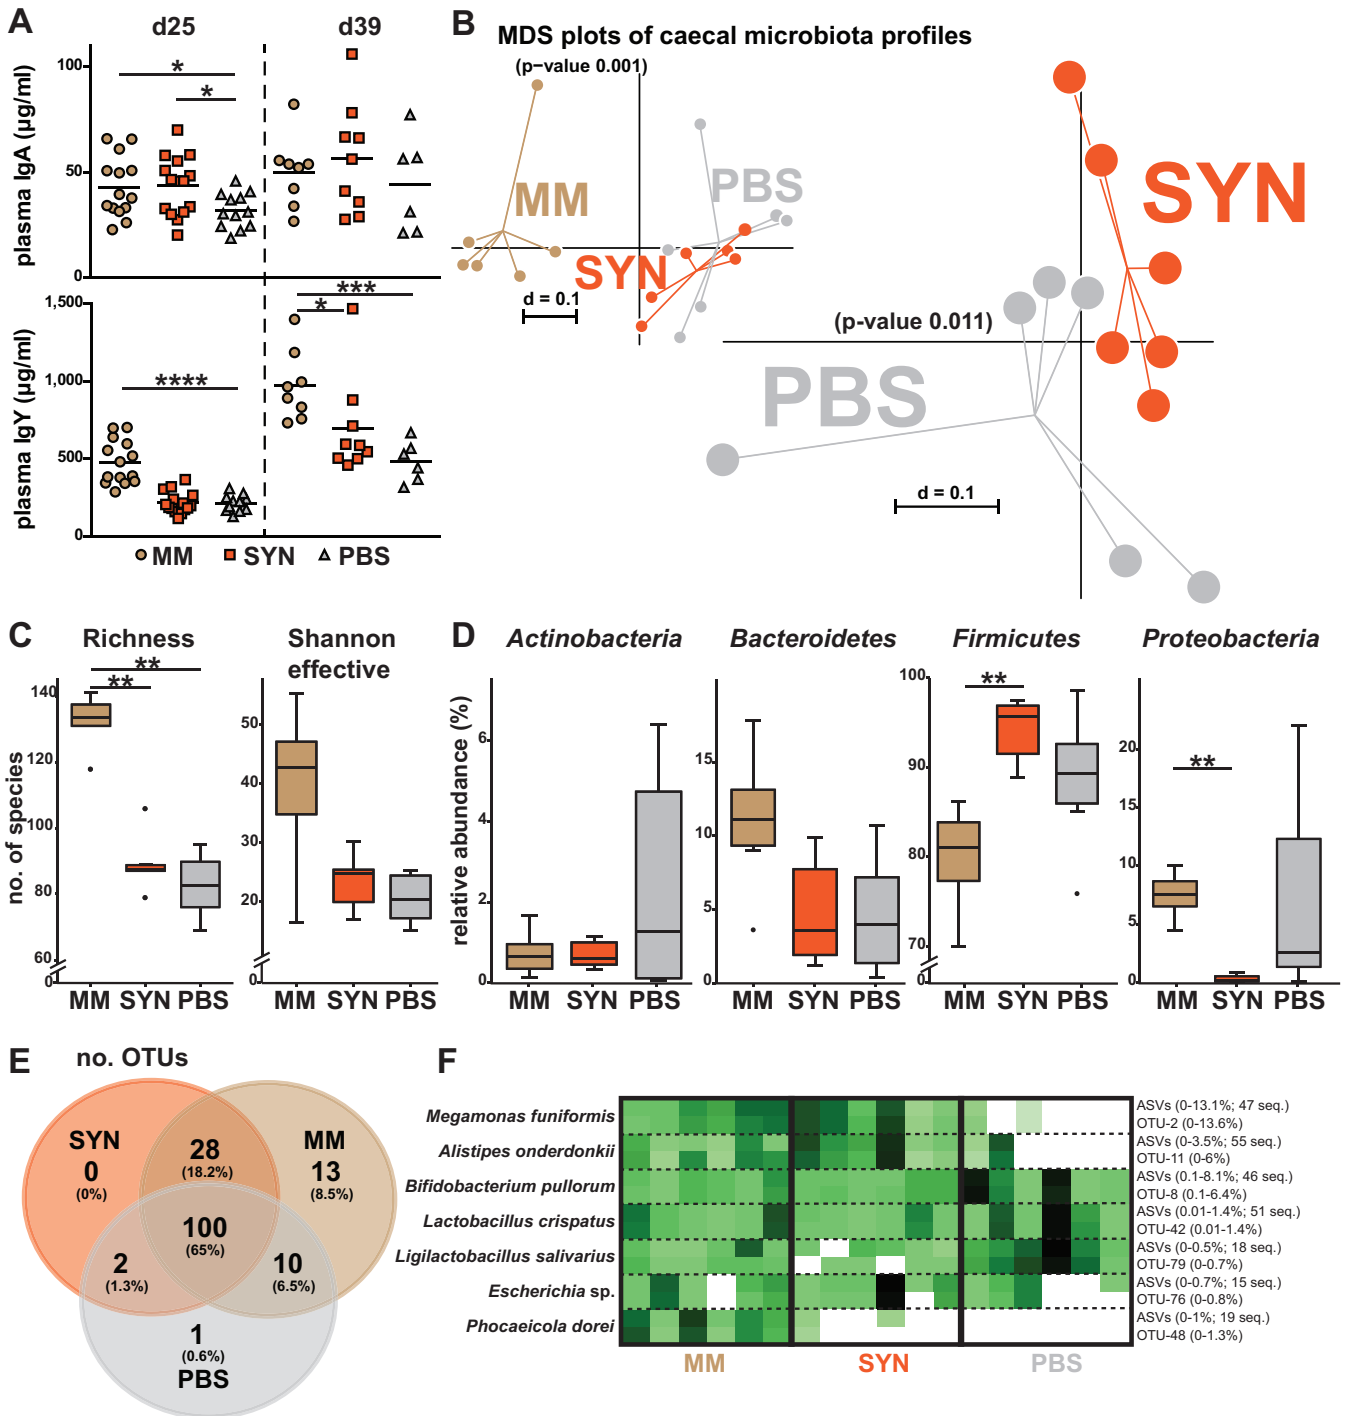 A
d25
d39
plasma IgA (µg/ml)
100
50
0
*
*
plasma IgY (µg/ml)
1,500
1,000
500
0
****
***
*
MM
SYN
PBS
B
MDS plots of caecal microbiota profiles
(p−value 0.001)
MM
PBS
SYN
d = 0.1
SYN
(p-value 0.011)
PBS
d = 0.1
C
Richness
Shannon
effective
no. of species
140
120
100
80
60
0
**
**
MM
SYN
PBS
50
40
30
20
0
MM
SYN
PBS
D
Actinobacteria
Bacteroidetes
Firmicutes
Proteobacteria
relative abundance (%)
6
4
2
0
MM
SYN
PBS
15
10
5
0
MM
SYN
PBS
100
90
80
70
0
**
MM
SYN
PBS
20
15
10
5
0
**
MM
SYN
PBS
E
no. OTUs
SYN
0
(0%)
28
(18.2%)
MM
13
(8.5%)
100
(65%)
2
(1.3%)
10
(6.5%)
1
(0.6%)
PBS
F
Megamonas funiformis
ASVs (0-13.1%; 47 seq.)
OTU-2 (0-13.6%)
Alistipes onderdonkii
ASVs (0-3.5%; 55 seq.)
OTU-11 (0-6%)
Bifidobacterium pullorum
ASVs (0.1-8.1%; 46 seq.)
OTU-8 (0.1-6.4%)
Lactobacillus crispatus
ASVs (0.01-1.4%; 51 seq.)
OTU-42 (0.01-1.4%)
Ligilactobacillus salivarius
ASVs (0-0.5%; 18 seq.)
OTU-79 (0-0.7%)
Escherichia sp.
ASVs (0-0.7%; 15 seq.)
OTU-76 (0-0.8%)
Phocaeicola dorei
ASVs (0-1%; 19 seq.)
OTU-48 (0-1.3%)
MM
SYN
PBS